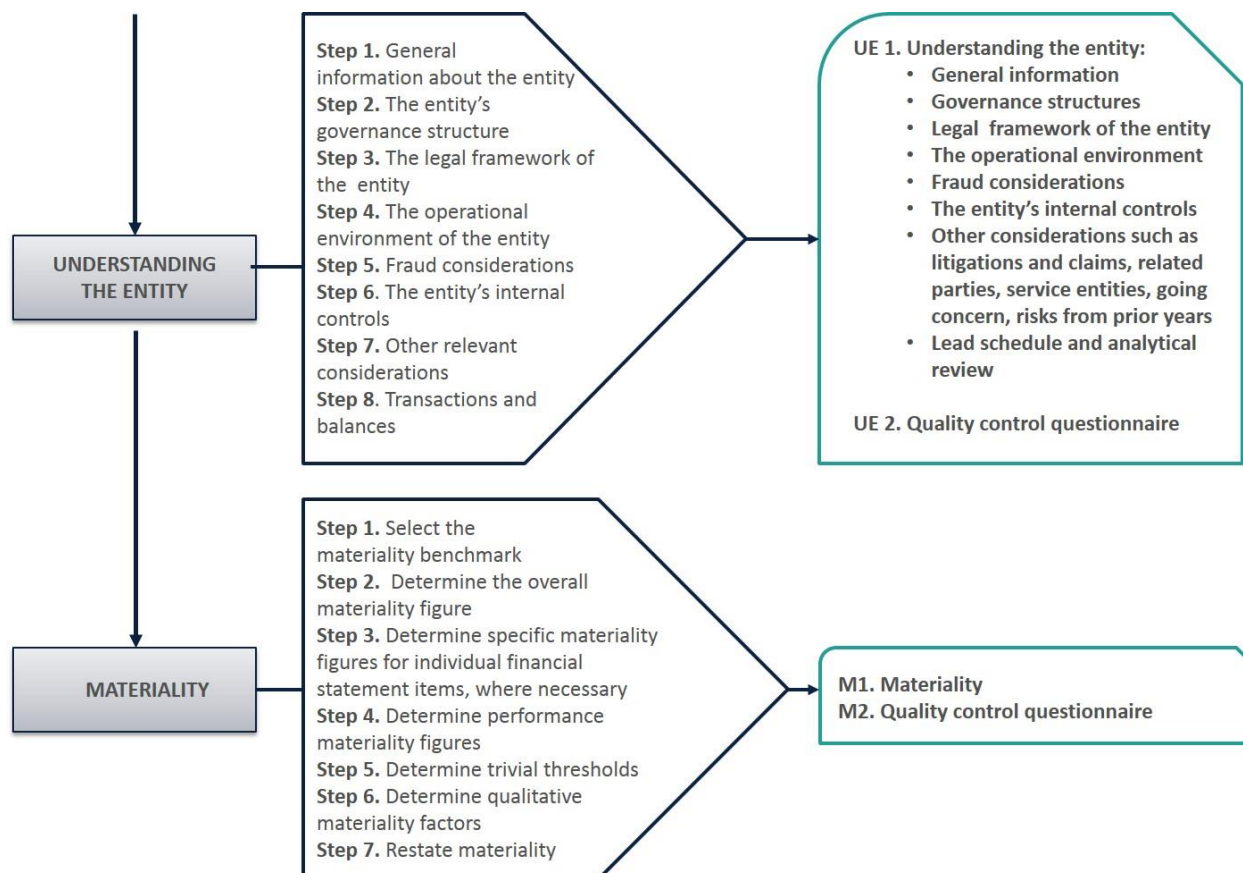 UNDERSTANDING
THE ENTITY
Step 1. General
information about the entity
Step 2. The entity’s
governance structure
Step 3. The legal framework of
the entity
Step 4. The operational
environment of the entity
Step 5. Fraud considerations
Step 6. The entity’s internal
controls
Step 7. Other relevant
considerations
Step 8. Transactions and
balances
UE 1. Understanding the entity:
• General information
• Governance structures
• Legal framework of the entity
• The operational environment
• Fraud considerations
• The entity’s internal controls
• Other considerations such as
litigations and claims, related
parties, service entities, going
concern, risks from prior years
• Lead schedule and analytical
review
UE 2. Quality control questionnaire
MATERIALITY
Step 1. Select the
materiality benchmark
Step 2. Determine the overall
materiality figure
Step 3. Determine specific materiality
figures for individual financial
statement items, where necessary
Step 4. Determine performance
materiality figures
Step 5. Determine trivial thresholds
Step 6. Determine qualitative
materiality factors
Step 7. Restate materiality
M1. Materiality
M2. Quality control questionnaire